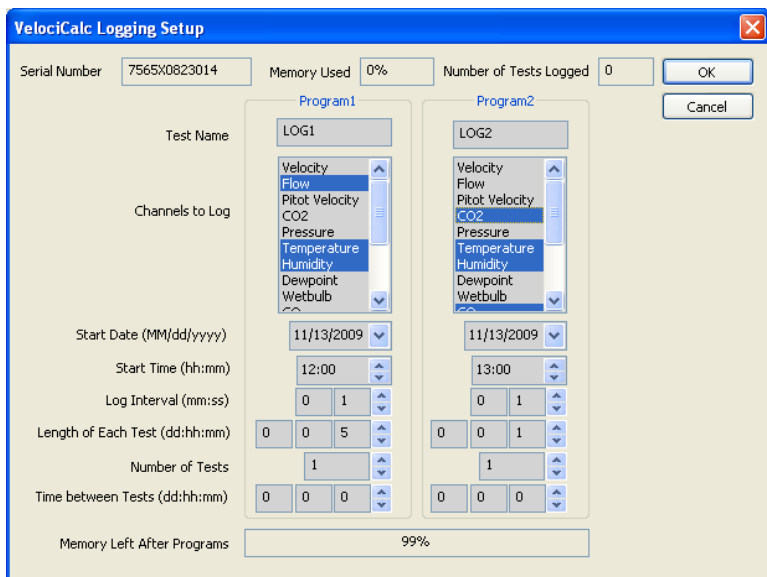 VelociCalc Logging Setup
Serial Number 7565X0823014 Memory Used 0% Number of Tests Logged 0 OK
Cancel
Program1 Program2
Test Name LOG1 LOG2
Channels to Log
Velocity
Flow
Pitot Velocity
CO2
Pressure
Temperature
Humidity
Dewpoint
Wetbulb
CO
Velocity
Flow
Pitot Velocity
CO2
Pressure
Temperature
Humidity
Dewpoint
Wetbulb
CO
Start Date (MM/dd/yyyy) 11/13/2009 11/13/2009
Start Time (hh:mm) 12:00 13:00
Log Interval (mm:ss) 0 1 0 1
Length of Each Test (dd:hh:mm) 0 0 5 0 0 1
Number of Tests 1 1
Time between Tests (dd:hh:mm) 0 0 0 0 0 0
Memory Left After Programs 99%